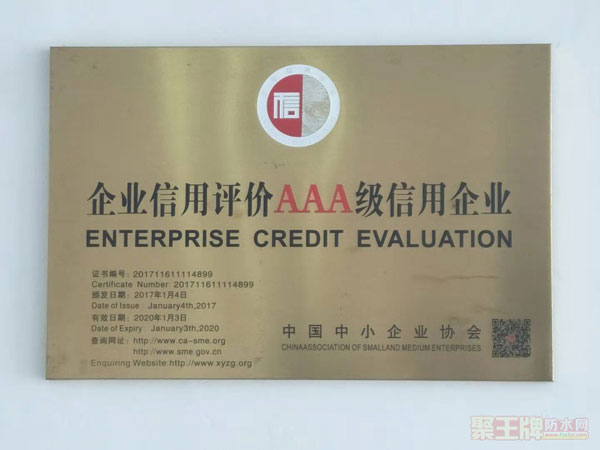 信
企业信用评价AAA级信用企业
ENTERPRISE CREDIT EVALUATION
证书编号：201711611114899
Certificate Number: 201711611114899
颁发日期：2017年1月4日
Date of Issue：January4th,2017
有效日期：2020年1月3日
Date of Expiry：January3th,2020
查询网址：http://www.ca-sme.org
http://www.sme.gov.cn
Enquiring Website:http://www.xyzg.org
中国中小企业协会
CHINAASSOCIATION OF SMALLAND MEDIUM ENTERPRISES
聚王牌防水网